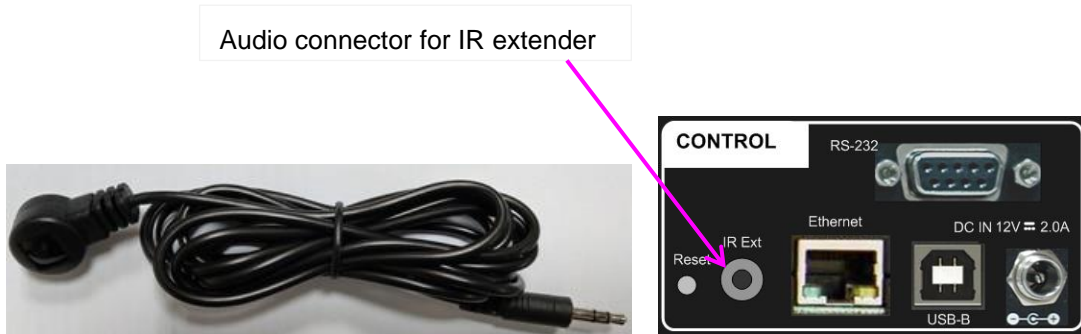 Audio connector for IR extender
CONTROL
RS-232
Ethernet
DC IN 12V ⎓ 2.0A
IR Ext
Reset
USB-B